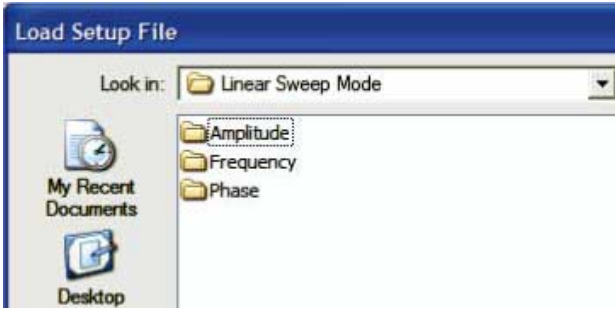 Load Setup File
Look in: Linear Sweep Mode
Amplitude
Frequency
Phase
My Recent
Documents
Desktop